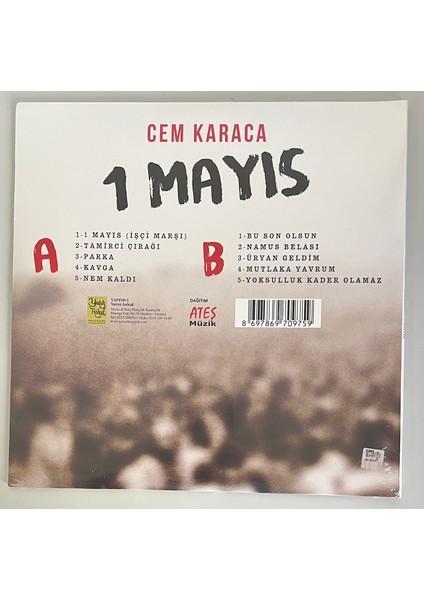 CEM KARACA
1 MAYIS
A
1-1 MAYIS (İŞÇİ MARŞI)
2-TAMİRCİ ÇIRAĞI
3-PARKA
4-KAVGA
5-NEM KALDI
B
1-BU SON OLSUN
2-NAMUS BELASI
3-ÜRYAN GELDİM
4-MUTLAKA YAVRUM
5-YOKSULLUK KADER OLAMAZ
YAPIMCI
DAĞITIM
ATEŞ
Müzik
8 697869 709759